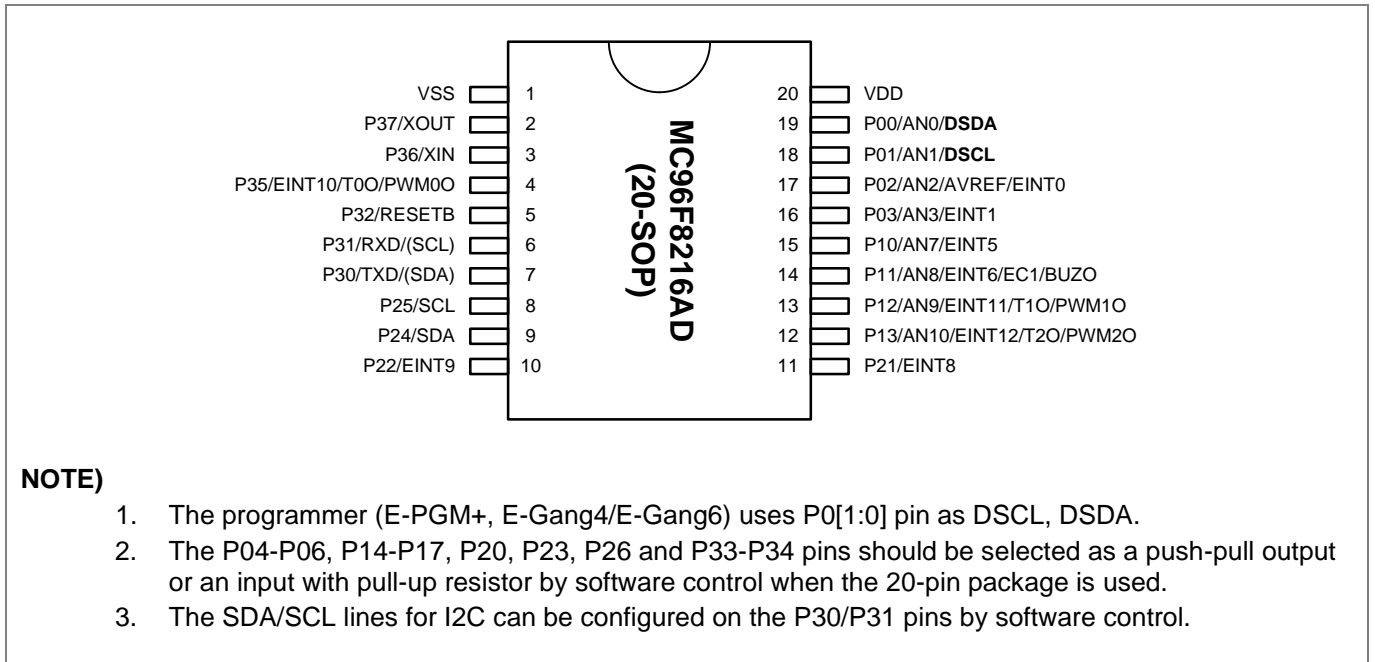 VSS 1
P37/XOUT 2
P36/XIN 3
P35/EINT10/T0O/PWM0O 4
P32/RESETB 5
P31/RXD/(SCL) 6
P30/TXD/(SDA) 7
P25/SCL 8
P24/SDA 9
P22/EINT9 10
MC96F8216AD
(20-SOP)
20 VDD
19 P00/AN0/DSDA
18 P01/AN1/DSCL
17 P02/AN2/AVREF/EINT0
16 P03/AN3/EINT1
15 P10/AN7/EINT5
14 P11/AN8/EINT6/EC1/BUZO
13 P12/AN9/EINT11/T1O/PWM1O
12 P13/AN10/EINT12/T2O/PWM2O
11 P21/EINT8
NOTE)
1. The programmer (E-PGM+, E-Gang4/E-Gang6) uses P0[1:0] pin as DSCL, DSDA.
2. The P04-P06, P14-P17, P20, P23, P26 and P33-P34 pins should be selected as a push-pull output
or an input with pull-up resistor by software control when the 20-pin package is used.
3. The SDA/SCL lines for I2C can be configured on the P30/P31 pins by software control.